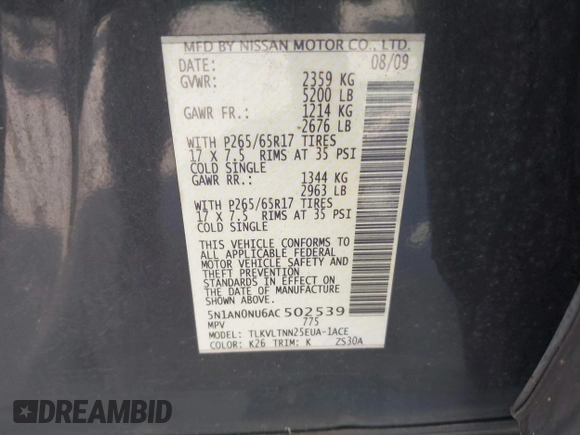 MFD BY NISSAN MOTOR CO., LTD.
DATE: 08/09
GVWR: 2359 KG
5200 LB
GAWR FR.: 1214 KG
2676 LB
WITH P265/65R17 TIRES
17 X 7.5 RIMS AT 35 PSI
COLD SINGLE
GAWR RR.: 1344 KG
2963 LB
WITH P265/65R17 TIRES
17 X 7.5 RIMS AT 35 PSI
COLD SINGLE
THIS VEHICLE CONFORMS TO
ALL APPLICABLE FEDERAL
MOTOR VEHICLE SAFETY AND
THEFT PREVENTION
STANDARDS IN EFFECT ON
THE DATE OF MANUFACTURE
SHOWN ABOVE.
5N1AN0NU6AC502539
MPV 775
MODEL: TLKVLTNN25EUA-IACE
COLOR: K26 TRIM: K ZS30A
DREAMBID